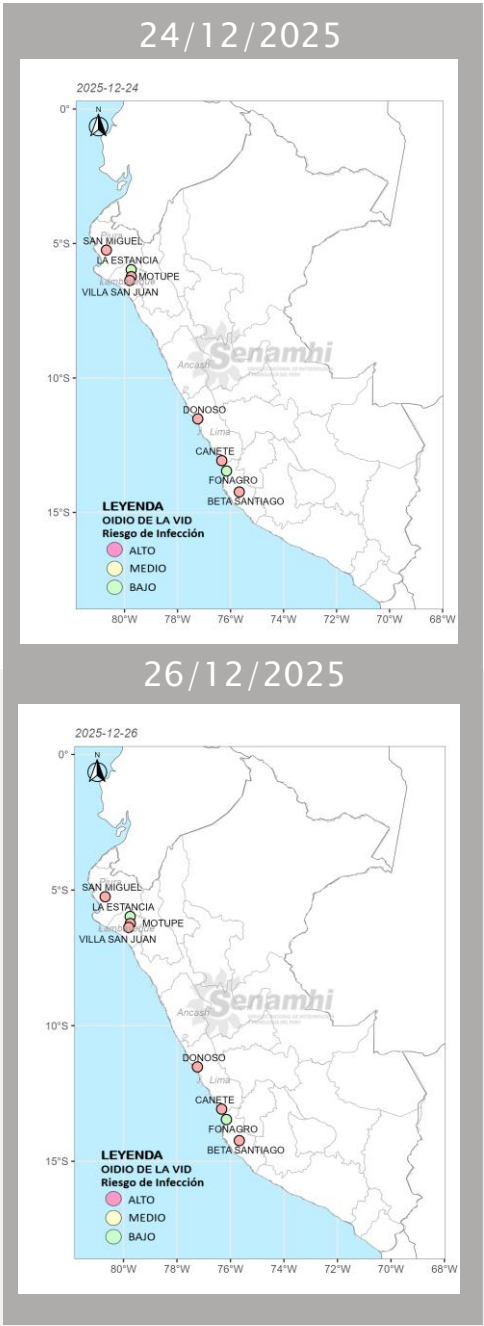 24/12/2025
2025-12-24
N
0°
Piura
SAN MIGUEL
5°S
LA ESTANCIA
MOTUPE
Lambayeque
VILLA SAN JUAN
Senamhi
Ancash
10°S
DONOSO
Lima
CANETE
FONAGRO
BETA SANTIAGO
LEYENDA
15°S
OIDIO DE LA VID
Riesgo de Infección
ALTO
MEDIO
BAJO
80°W 78°W 76°W 74°W 72°W 70°W 68°W
26/12/2025
2025-12-26
N
0°
Piura
SAN MIGUEL
5°S
LA ESTANCIA
MOTUPE
Lambayeque
VILLA SAN JUAN
Senamhi
Ancash
10°S
DONOSO
Lima
CANETE
FONAGRO
BETA SANTIAGO
LEYENDA
15°S
OIDIO DE LA VID
Riesgo de Infección
ALTO
MEDIO
BAJO
80°W 78°W 76°W 74°W 72°W 70°W 68°W